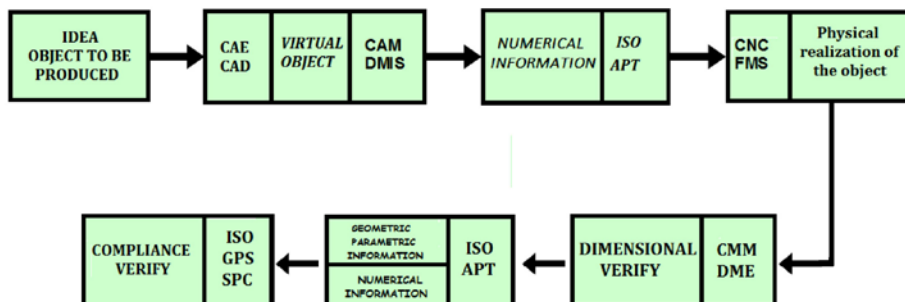 IDEA
OBJECT TO BE
PRODUCED
CAE
CAD
VIRTUAL
OBJECT
CAM
DMIS
NUMERICAL
INFORMATION
ISO
APT
CNC
FMS
Physical
realization of
the object
COMPLIANCE
VERIFY
ISO
GPS
SPC
GEOMETRIC
PARAMETRIC
INFORMATION
NUMERICAL
INFORMATION
ISO
APT
DIMENSIONAL
VERIFY
CMM
DME